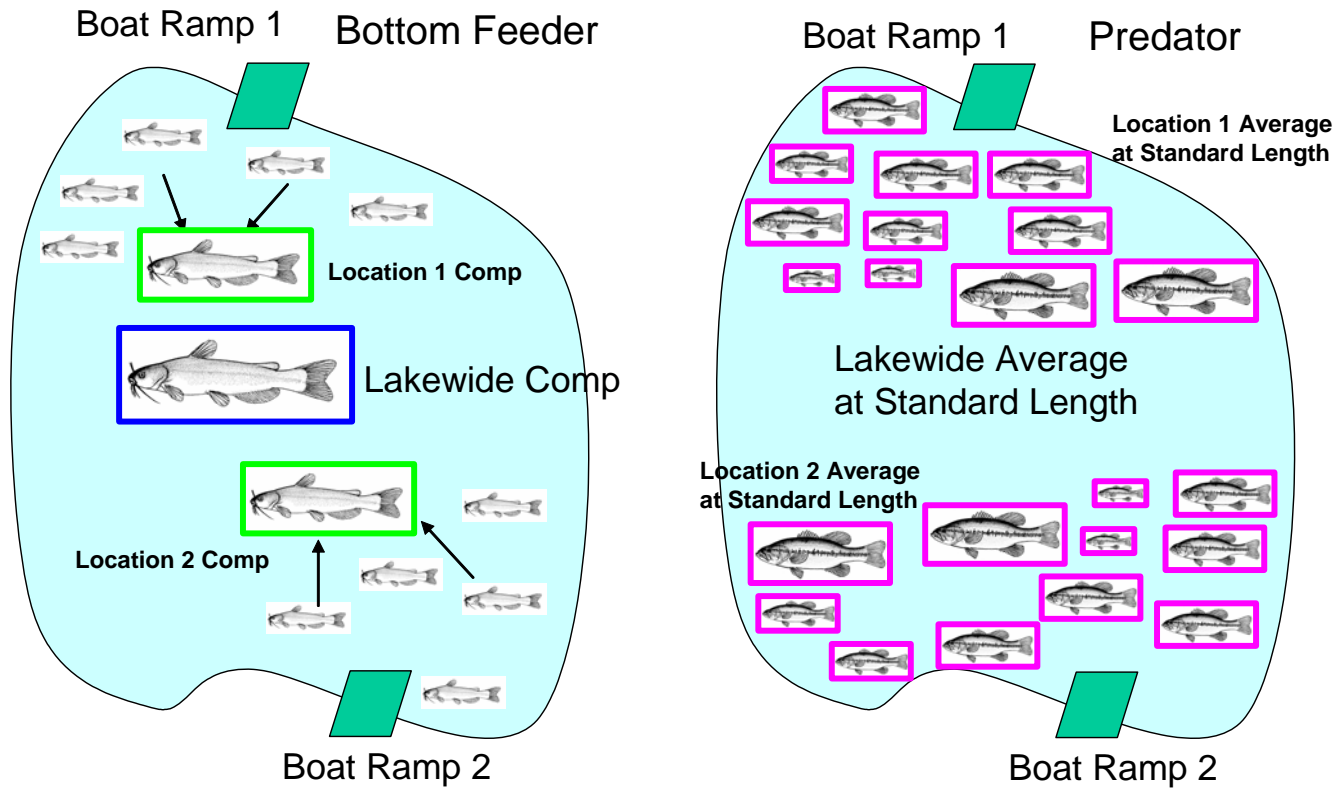 Boat Ramp 1
Bottom Feeder
Location 1 Comp
Lakewide Comp
Location 2 Comp
Boat Ramp 2
Boat Ramp 1
Predator
Location 1 Average
at Standard Length
Lakewide Average
at Standard Length
Location 2 Average
at Standard Length
Boat Ramp 2